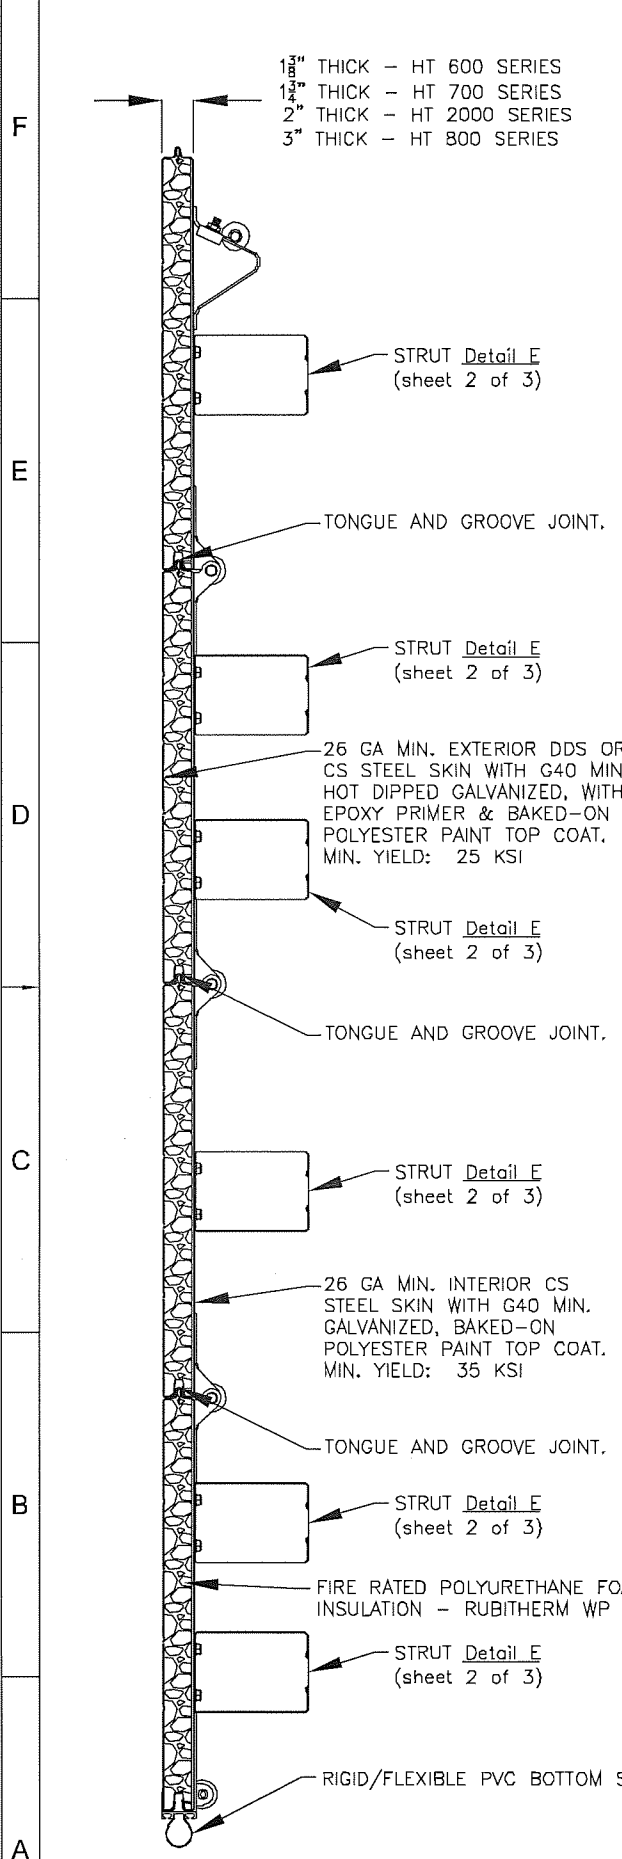 1 3/8" THICK - HT 600 SERIES
1 3/4" THICK - HT 700 SERIES
2" THICK - HT 2000 SERIES
3" THICK - HT 800 SERIES
F
STRUT Detail E
(sheet 2 of 3)
E
TONGUE AND GROOVE JOINT.
STRUT Detail E
(sheet 2 of 3)
26 GA MIN. EXTERIOR DDS OR
CS STEEL SKIN WITH G40 MIN
HOT DIPPED GALVANIZED, WITH
EPOXY PRIMER & BAKED-ON
POLYESTER PAINT TOP COAT.
MIN. YIELD: 25 KSI
D
STRUT Detail E
(sheet 2 of 3)
TONGUE AND GROOVE JOINT.
C
STRUT Detail E
(sheet 2 of 3)
26 GA MIN. INTERIOR CS
STEEL SKIN WITH G40 MIN.
GALVANIZED, BAKED-ON
POLYESTER PAINT TOP COAT.
MIN. YIELD: 35 KSI
TONGUE AND GROOVE JOINT.
B
STRUT Detail E
(sheet 2 of 3)
FIRE RATED POLYURETHANE
INSULATION - RUBITHERM WP
STRUT Detail E
(sheet 2 of 3)
RIGID/FLEXIBLE PVC BOTTOM
A